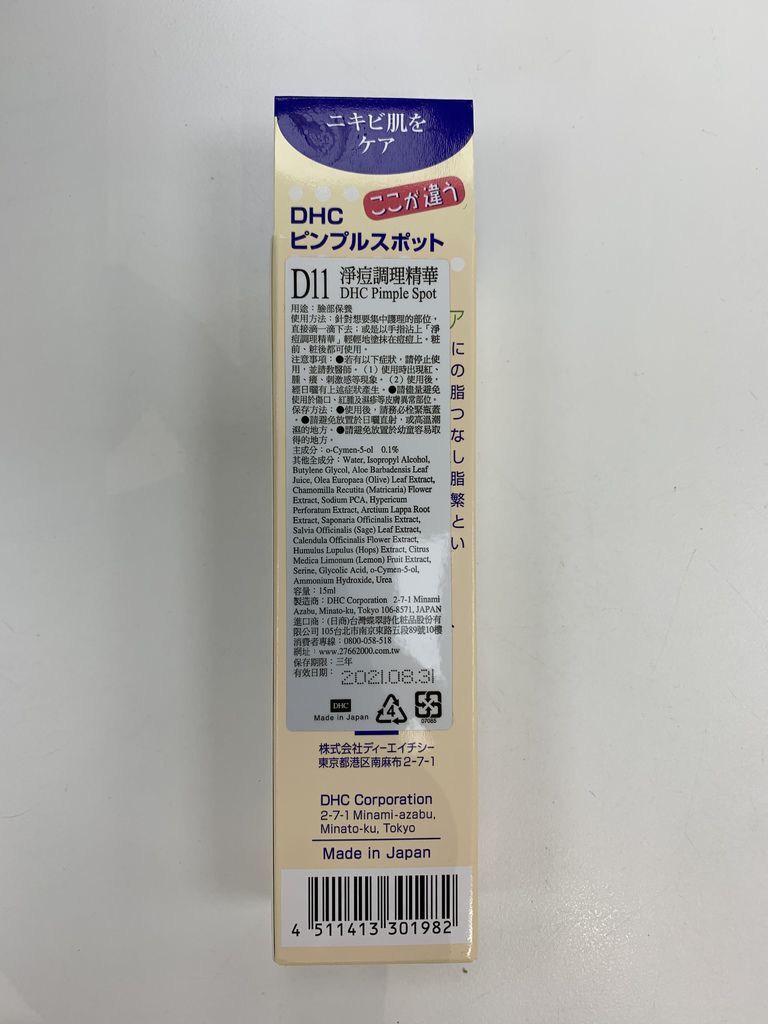 ニキビ肌を
ケア
ここが違う
DHC
ピンプルスポット
D11 淨痘調理精華
DHC Pimple Spot
用途：臉部保養
使用方法：針對想要集中護理的部位，
直接滴一滴下去；或是以手指沾上「淨
痘調理精華」輕輕地塗抹在痘痘上。粧
前、粧後都可使用。
注意事項：●若有以下症狀，請停止使
用，並請教醫師。（1）使用時出現紅、
腫、癢、刺激感等現象。（2）使用後，
經日曬有上述症狀產生。●請儘量避免
使用於傷口、紅腫及濕疹等皮膚異常部位。
保存方法：●使用後，請務必栓緊瓶蓋
。●請避免放置於日曬直射，或高溫潮
濕的地方。●請避免放置於幼童容易取
得的地方。
主成分：o-Cymen-5-ol 0.1%
其他全成分：Water, Isopropyl Alcohol,
Butylene Glycol, Aloe Barbadensis Leaf
Juice, Olea Europaea (Olive) Leaf Extract,
Chamomilla Recutita (Matricaria) Flower
Extract, Sodium PCA, Hypericum
Perforatum Extract, Arctium Lappa Root
Extract, Saponaria Officinalis Extract,
Salvia Officinalis (Sage) Leaf Extract,
Calendula Officinalis Flower Extract,
Humulus Lupulus (Hops) Extract, Citrus
Medica Limonum (Lemon) Fruit Extract,
Serine, Glycolic Acid, o-Cymen-5-ol,
Ammonium Hydroxide, Urea
容量：15ml
製造商：DHC Corporation 2-7-1 Minami
Azabu, Minato-ku, Tokyo 106-8571, JAPAN
進口商：(日商)台灣蝶翠詩化粧品股份有
限公司 105台北市南京東路五段89號10樓
消費者專線：0800-058-518
網址：www.27662000.com.tw
保存期限：三年
有效日期：2021.08.31
DHC
Made in Japan
4
07085
ア
に
の
脂
つ
な
し
脂
繁
と
い
株式会社ディーエイチシー
東京都港区南麻布2-7-1
DHC Corporation
2-7-1 Minami-azabu,
Minato-ku, Tokyo
Made in Japan
4 511413 301982